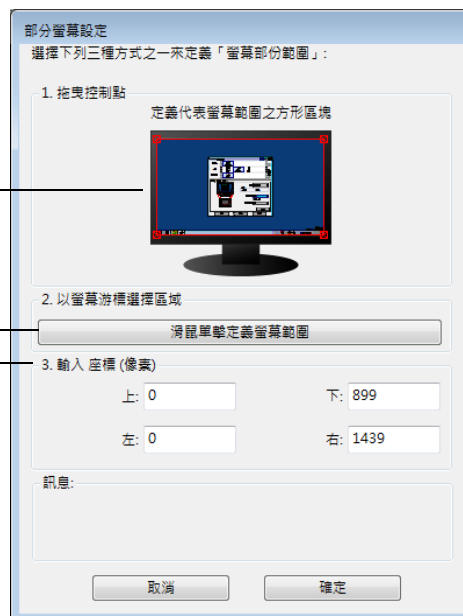 部分螢幕設定
選擇下列三種方式之一來定義「螢幕部份範圍」:
1. 拖曳控制點
定義代表螢幕範圍之方形區塊
2. 以螢幕游標選擇區域
滑鼠單擊定義螢幕範圍
3. 輸入 座標 (像素)
上: 0 下: 899
左: 0 右: 1439
訊息:
取消 確定